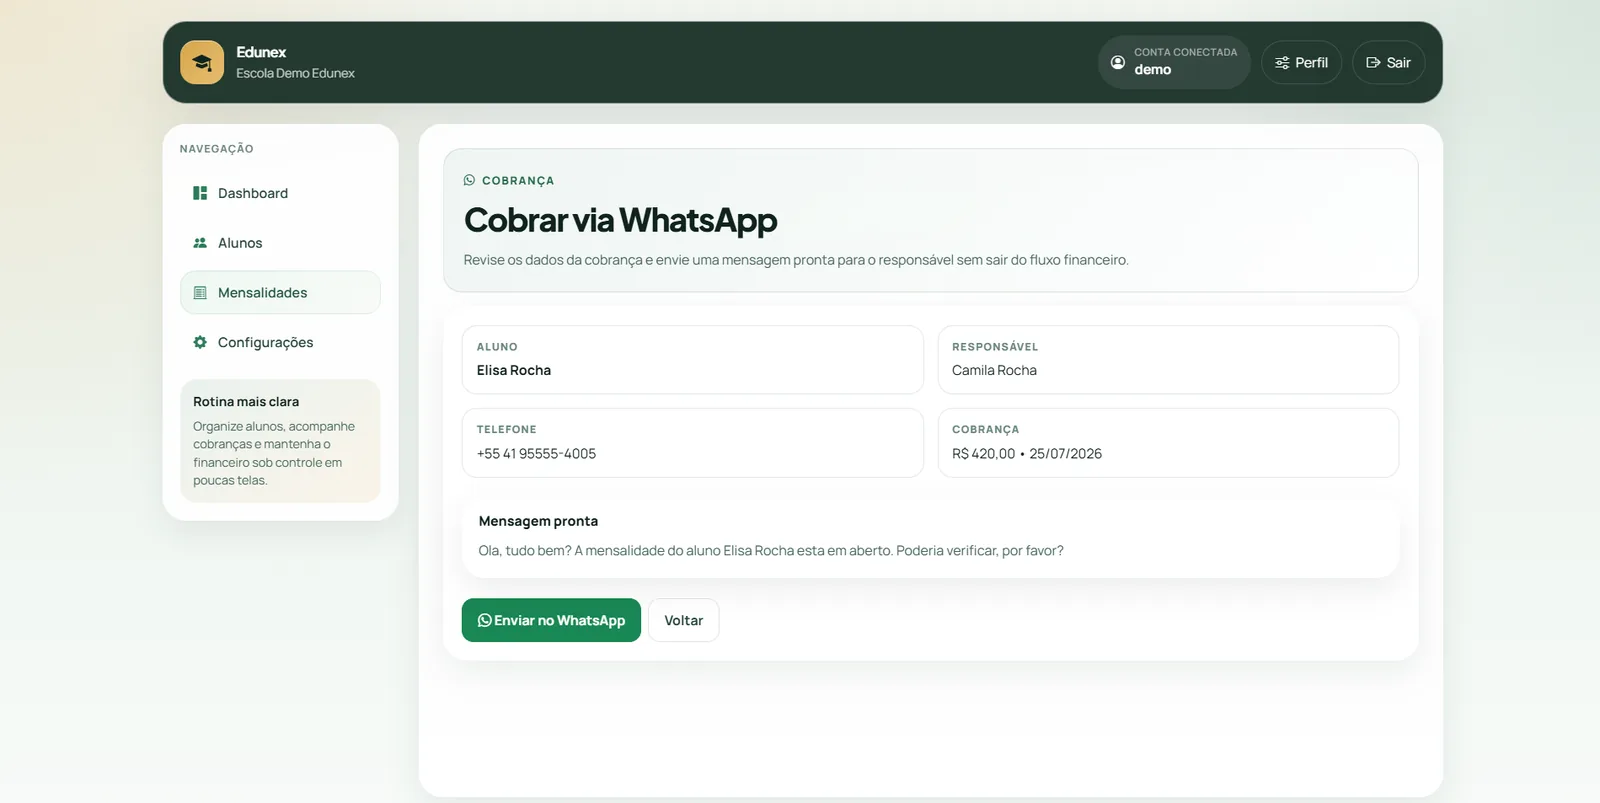 Edunex
Escola Demo Edunex
CONTA CONECTADA
demo
Perfil
Sair
NAVEGAÇÃO
Dashboard
Alunos
Mensalidades
Configurações
Rotina mais clara
Organize alunos, acompanhe
cobranças e mantenha o
financeiro sob controle em
poucas telas.
COBRANÇA
Cobrar via WhatsApp
Revise os dados da cobrança e envie uma mensagem pronta para o responsável sem sair do fluxo financeiro.
ALUNO
Elisa Rocha
RESPONSÁVEL
Camila Rocha
TELEFONE
+55 41 95555-4005
COBRANÇA
R$ 420,00 • 25/07/2026
Mensagem pronta
Ola, tudo bem? A mensalidade do aluno Elisa Rocha esta em aberto. Poderia verificar, por favor?
Enviar no WhatsApp
Voltar